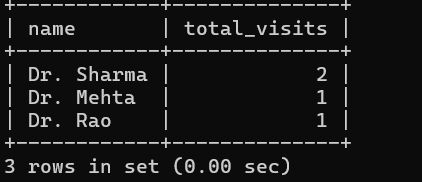 +------------+--------------+
| name       | total_visits |
+------------+--------------+
| Dr. Sharma |            2 |
| Dr. Mehta  |            1 |
| Dr. Rao    |            1 |
+------------+--------------+
3 rows in set (0.00 sec)